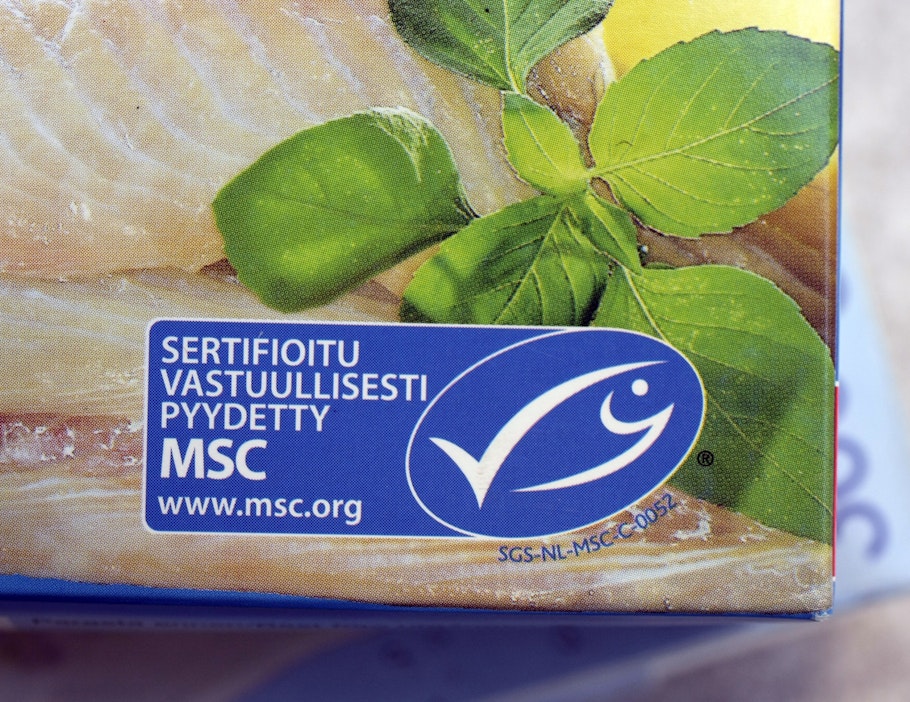 SERTIFIOITU
VASTUULLISESTI
PYYDETTY
MSC
www.msc.org
®
SGS-NL-MSC-C-0052